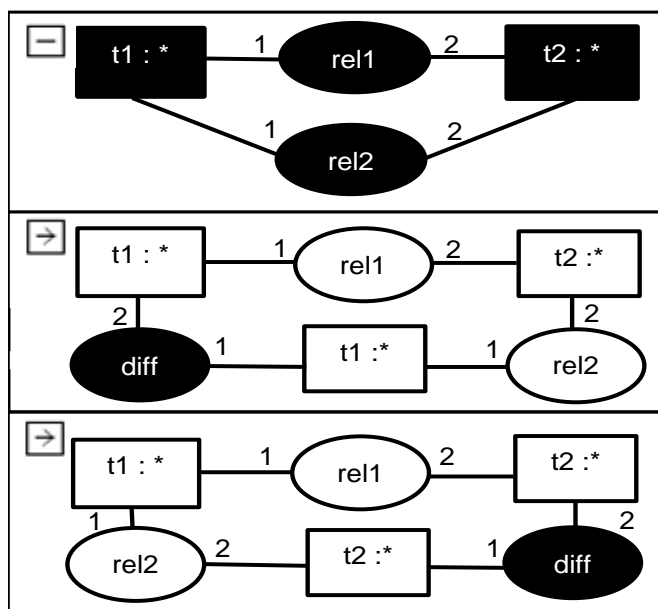 − t1 : * 1 rel1 2 t2 : *
1 rel2 2
→ t1 : * 1 rel1 2 t2 :*
2 2
diff 1 t1 :* 1 rel2
→ t1 : * 1 rel1 2 t2 :*
1 2
rel2 2 t2 :* 1 diff